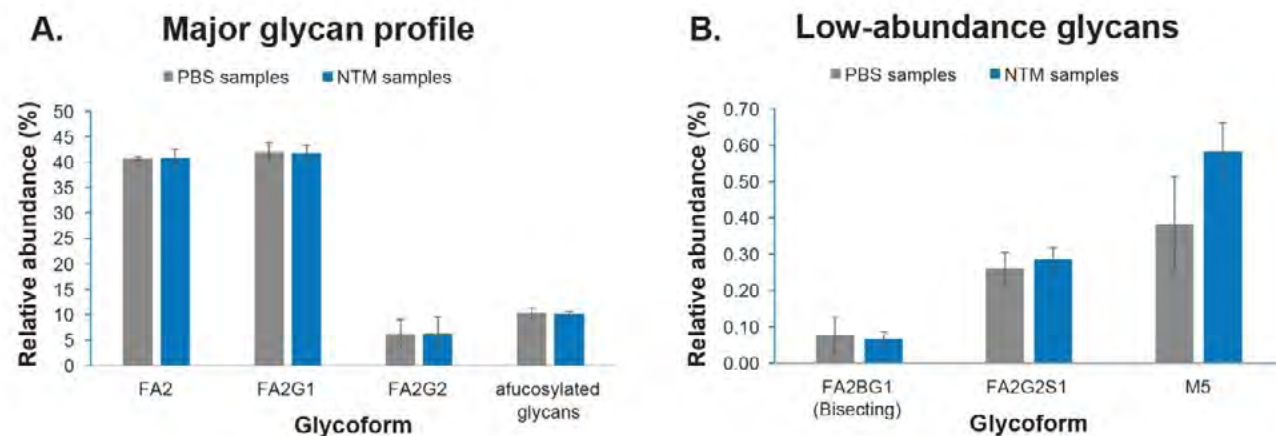 A. Major glycan profile
PBS samples NTM samples
Relative abundance (%)
50
45
40
35
30
25
20
15
10
5
0
FA2 FA2G1 FA2G2 afucosylated
glycans
Glycoform
B. Low-abundance glycans
PBS samples NTM samples
Relative abundance (%)
0.70
0.60
0.50
0.40
0.30
0.20
0.10
0.00
FA2BG1 FA2G2S1 M5
(Bisecting)
Glycoform